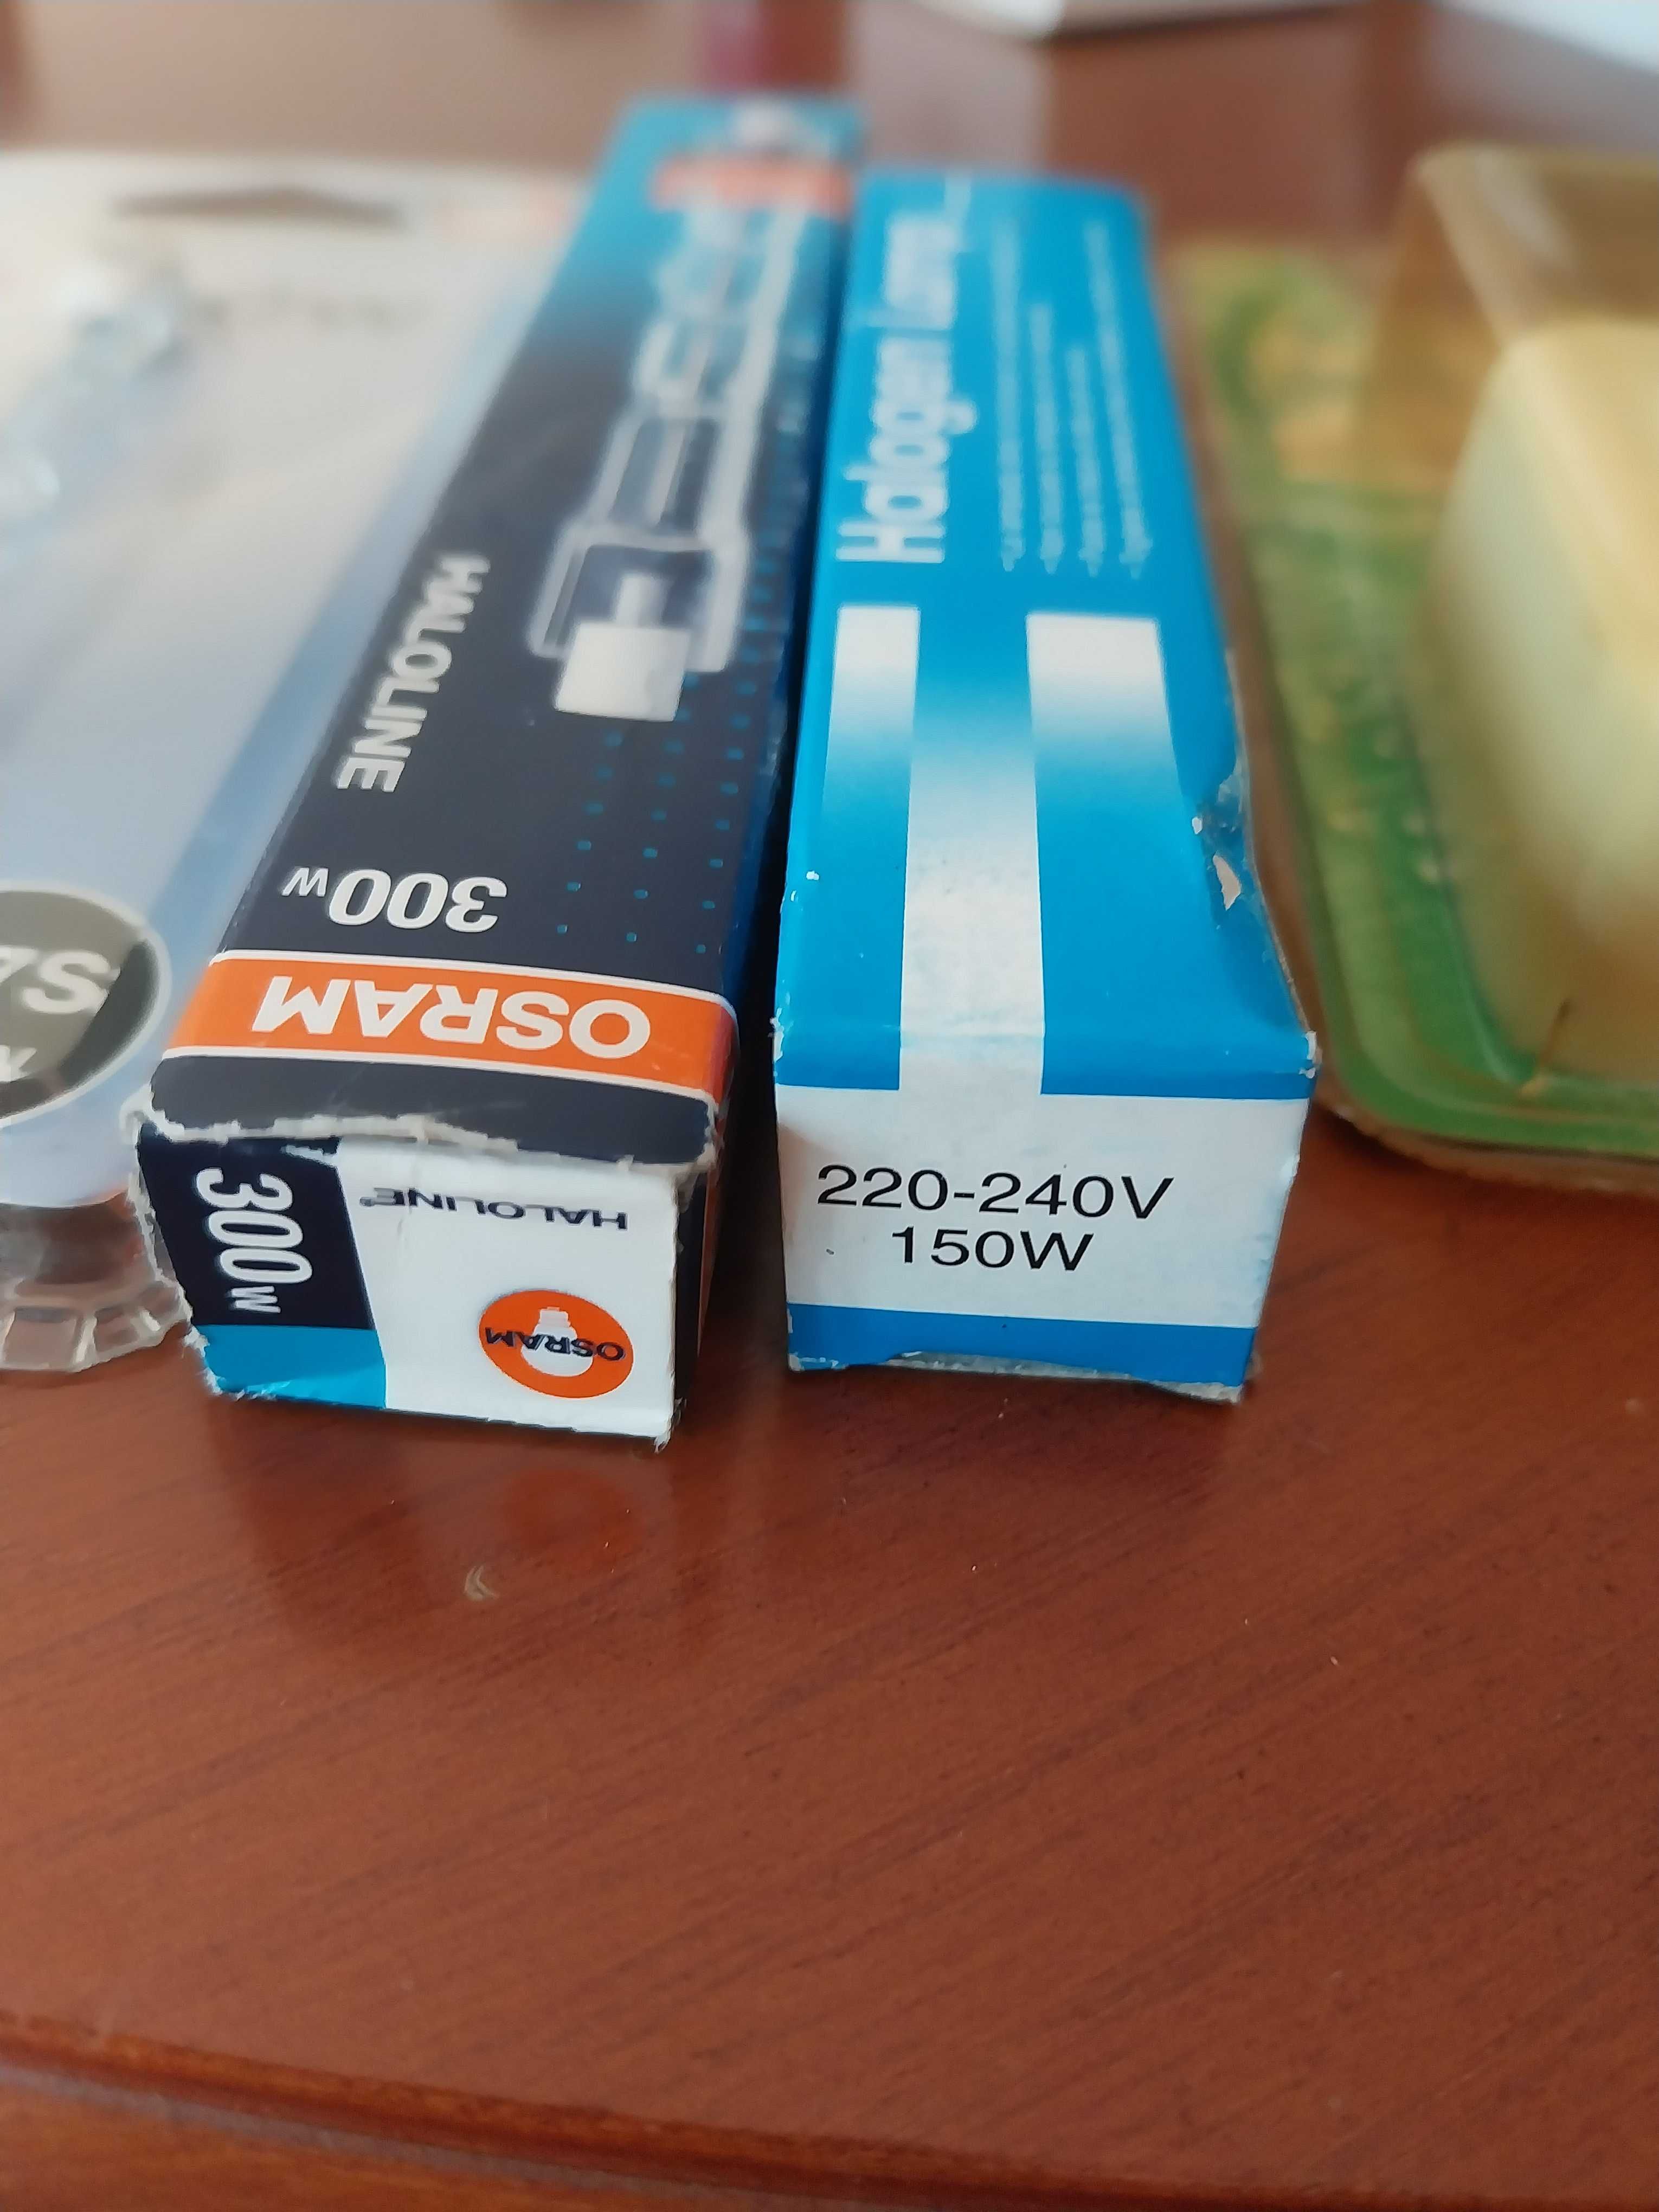 HALOLINE
300W
OSRAM
300W
HALOLINE®
OSRAM
Halogen Lamp
220-240V
150W